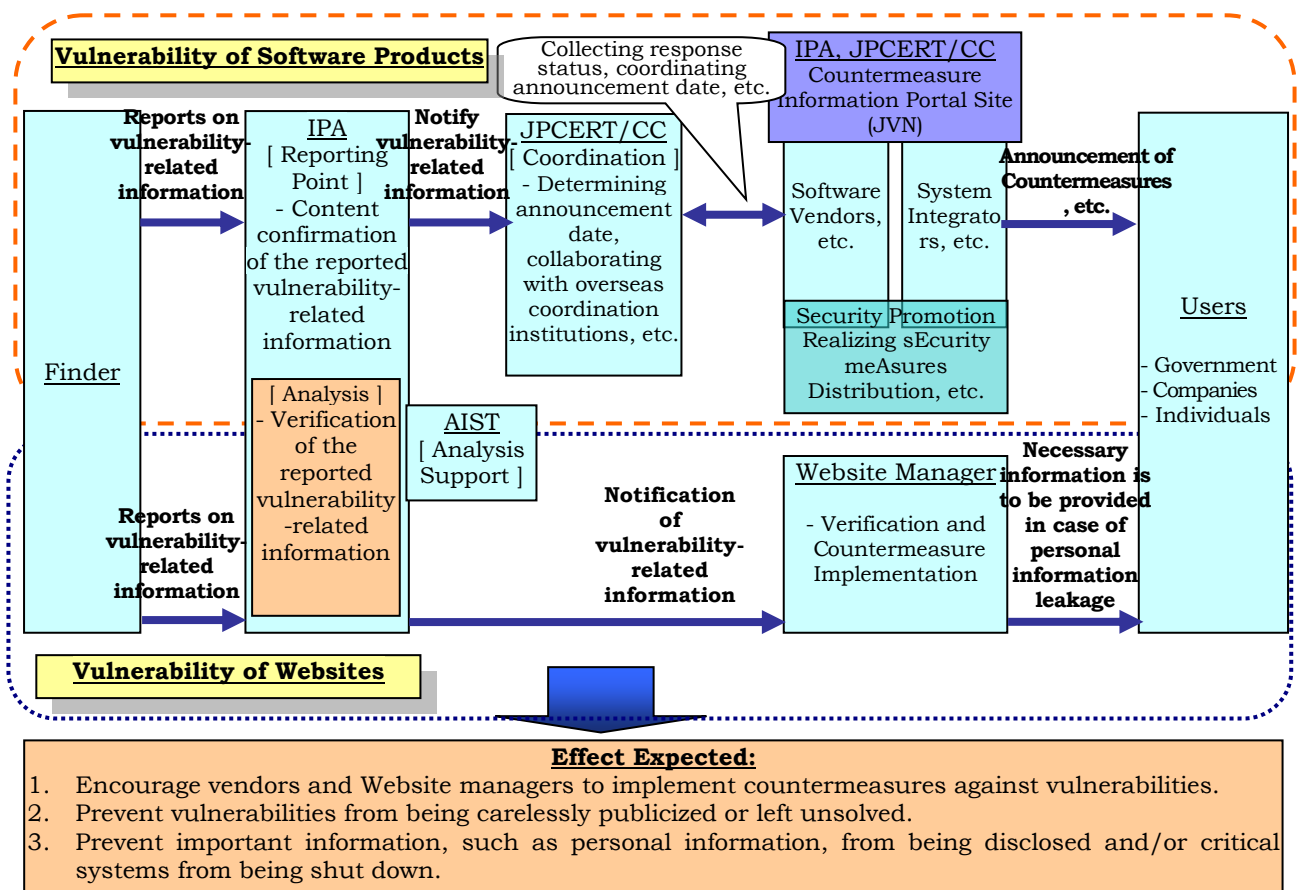 Vulnerability of Software Products
Collecting response
status, coordinating
announcement date, etc.
IPA, JPCERT/CC
Countermeasure
Information Portal Site
(JVN)
Finder
Reports on
vulnerability-
related
information
IPA
[ Reporting
Point ]
- Content
confirmation
of the reported
vulnerability-
related
information
[ Analysis ]
- Verification
of the
reported
vulnerability
-related
information
Notify
vulnerability-
related
information
JPCERT/CC
[ Coordination ]
- Determining
announcement
date,
collaborating
with overseas
coordination
institutions, etc.
AIST
[ Analysis
Support ]
Software
Vendors,
etc.
System
Integrato
rs, etc.
Security Promotion
Realizing sEcurity
meAsures
Distribution, etc.
Announcement of
Countermeasures
, etc.
Users
- Government
- Companies
- Individuals
Reports on
vulnerability-
related
information
Notification
of
vulnerability-
related
information
Website Manager
- Verification and
Countermeasure
Implementation
Necessary
information is
to be provided
in case of
personal
information
leakage
Vulnerability of Websites
Effect Expected:
1. Encourage vendors and Website managers to implement countermeasures against vulnerabilities.
2. Prevent vulnerabilities from being carelessly publicized or left unsolved.
3. Prevent important information, such as personal information, from being disclosed and/or critical
systems from being shut down.